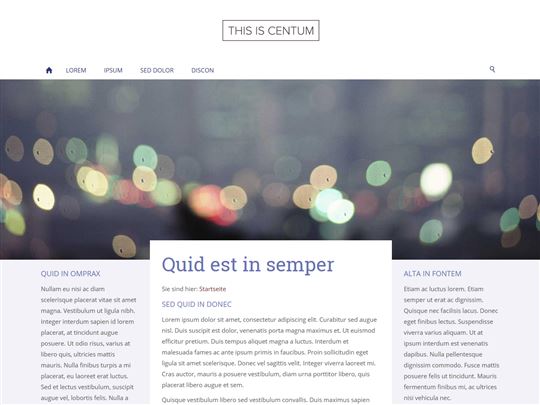 THIS IS CENTUM
LOREM IPSUM SED DOLOR DISCON
QUID IN OMPRAX
Nullam eu nisi ac diam
scelerisque placerat vitae sit amet
magna. Vestibulum ut ligula nibh.
Integer interdum sapien id lorem
placerat, at tincidunt augue
posuere. Ut odio risus, varius at
libero quis, ultricies mattis
mauris. Nulla finibus turpis a mi
placerat, eu laoreet erat luctus.
Sed et lectus vestibulum, suscipit
augue vel, lobortis est. Nulla a
Quid est in semper
Sie sind hier: Startseite
SED QUID IN DONEC
Lorem ipsum dolor sit amet, consectetur adipiscing elit. Curabitur sed augue
nisl. Duis suscipit est dolor, venenatis porta magna maximus et. Ut euismod
efficitur pretium. Duis tempus aliquet magna a luctus. Interdum et
malesuada fames ac ante ipsum primis in faucibus. Proin sollicitudin eget
ligula sit amet scelerisque. Donec vel sagittis velit. Integer viverra laoreet mi.
Cras auctor, mauris a posuere vestibulum, diam urna porttitor libero, quis
placerat libero augue et sem.
Quisque vestibulum libero sed vestibulum convallis. Duis maximus sapien
ALTA IN FONTEM
Etiam ac luctus lorem. Etiam
semper ut erat ac dignissim.
Quisque nec facilisis lacus. Donec
eget finibus lectus. Suspendisse
viverra varius aliquam. Ut at
ipsum interdum est venenatis
dapibus. Nulla pellentesque
dignissim commodo. Fusce mattis
posuere felis ut tincidunt. Mauris
fermentum finibus mi, ac ultrices
nisi vehicula nec.